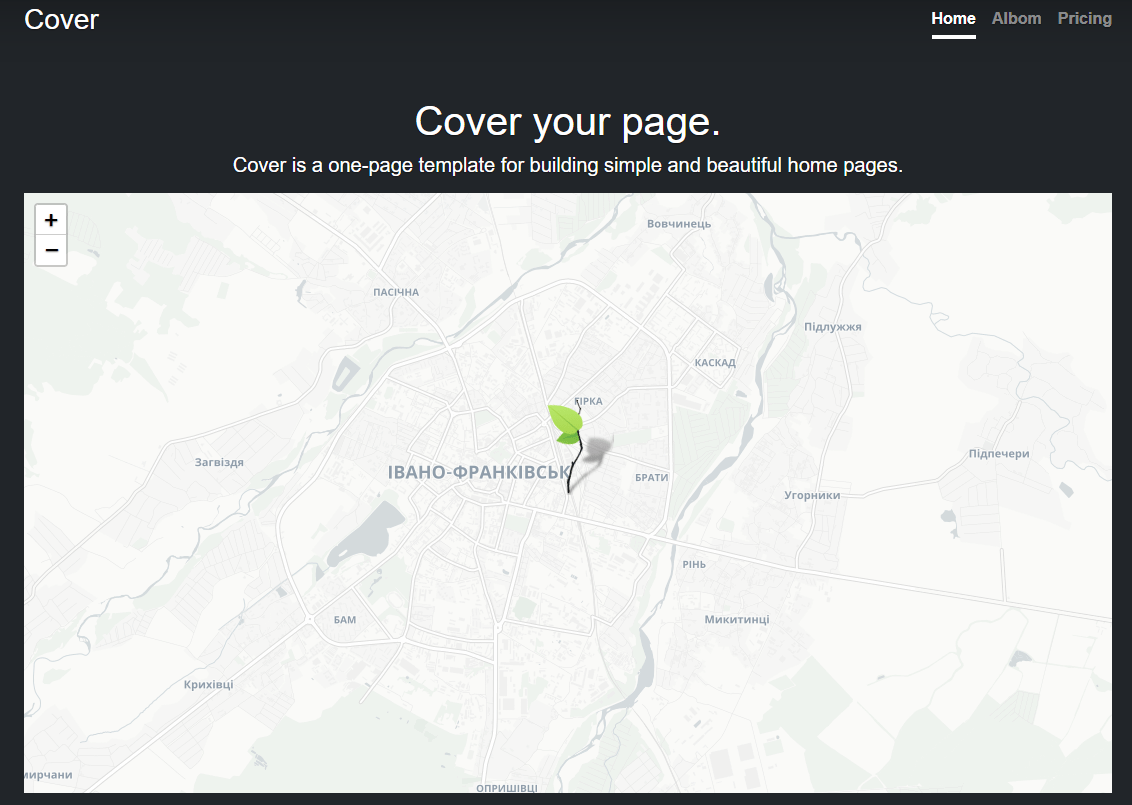 Cover
Home Albom Pricing
Cover your page.
Cover is a one-page template for building simple and beautiful home pages.
+
−
Вовчинець
ПАСІЧНА
Підлужжя
КАСКАД
ГІРКА
Загвіздя
ІВАНО-ФРАНКІВСЬК
БРАТИ
Підпечери
Угорники
РІНЬ
БАМ
Микитинці
Крихівці
мирчани
ОПРИШІВЦІ